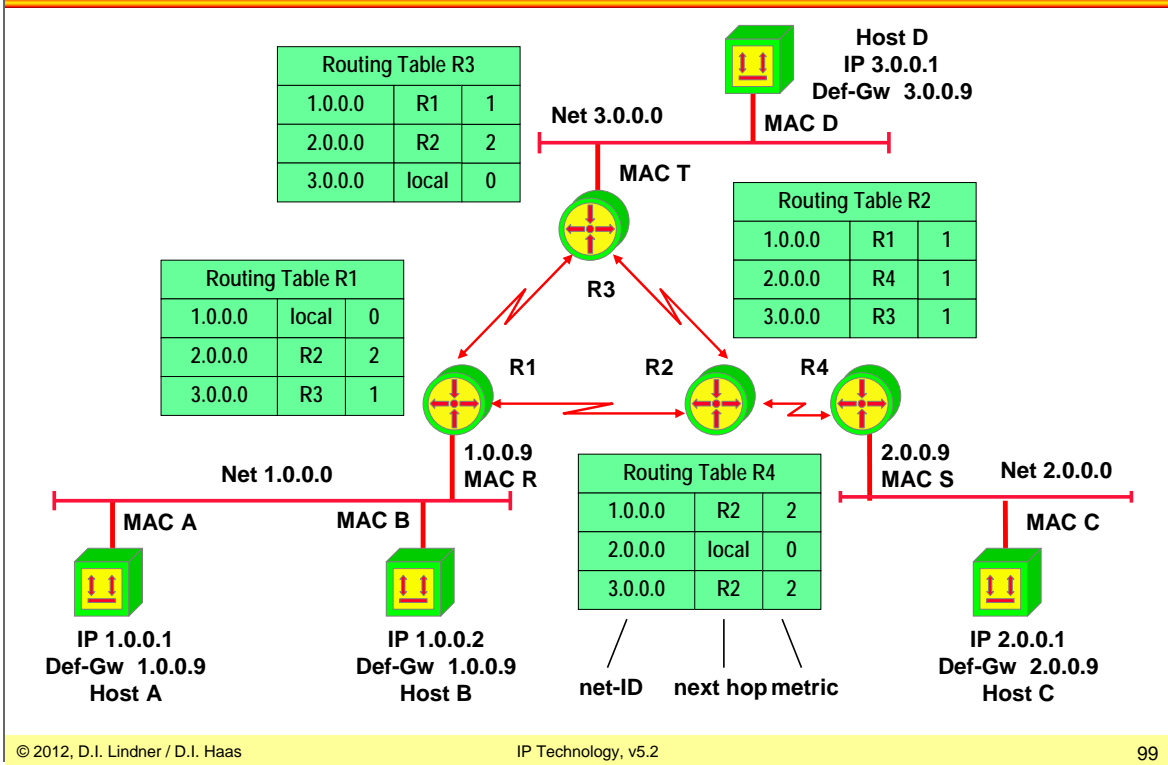 Host D
IP 3.0.0.1
Def-Gw 3.0.0.9
Routing Table R3
1.0.0.0 R1 1
2.0.0.0 R2 2
3.0.0.0 local 0
Net 3.0.0.0
MAC D
MAC T
Routing Table R2
1.0.0.0 R1 1
2.0.0.0 R4 1
3.0.0.0 R3 1
R3
Routing Table R1
1.0.0.0 local 0
2.0.0.0 R2 2
3.0.0.0 R3 1
R1
R2
R4
1.0.0.9
MAC R
Net 1.0.0.0
2.0.0.9
MAC S
Net 2.0.0.0
Routing Table R4
1.0.0.0 R2 2
2.0.0.0 local 0
3.0.0.0 R2 2
MAC A
MAC B
MAC C
IP 1.0.0.1
Def-Gw 1.0.0.9
Host A
IP 1.0.0.2
Def-Gw 1.0.0.9
Host B
net-ID
next hop
metric
IP 2.0.0.1
Def-Gw 2.0.0.9
Host C
© 2012, D.I. Lindner / D.I. Haas
IP Technology, v5.2
99